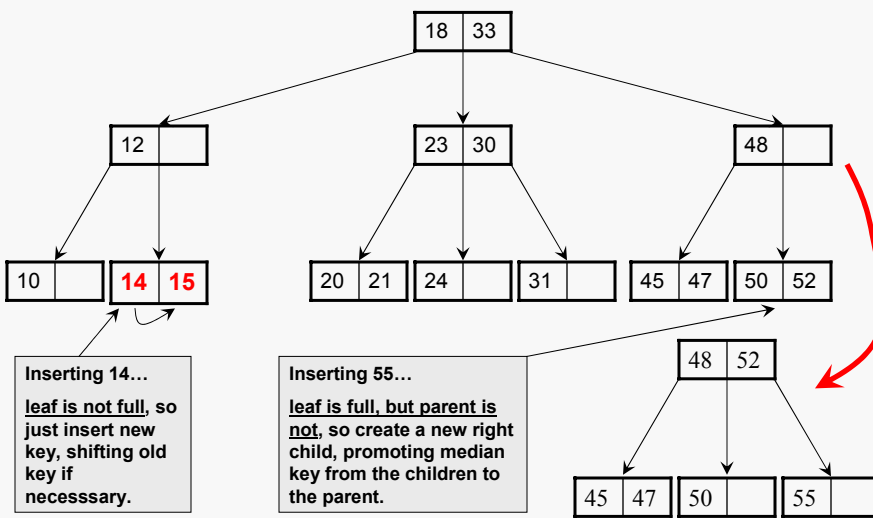 18 33
12
23 30
48
10
14 15
20 21
24
31
45 47
50 52
Inserting 14…
leaf is not full, so
just insert new
key, shifting old
key if
necesssary.
Inserting 55…
leaf is full, but parent is
not, so create a new right
child, promoting median
key from the children to
the parent.
48 52
45 47
50
55